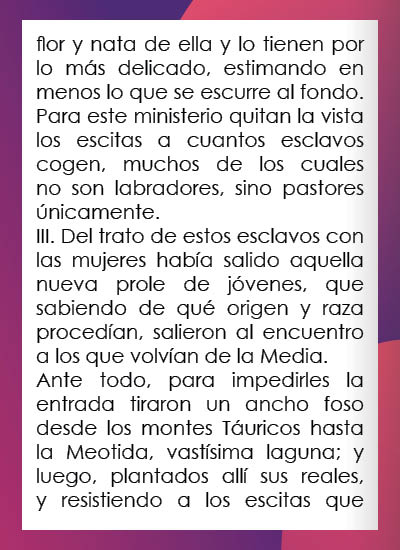 flor y nata de ella y lo tienen por
lo más delicado, estimando en
menos lo que se escurre al fondo.
Para este ministerio quitan la vista
los escitas a cuantos esclavos
cogen, muchos de los cuales
no son labradores, sino pastores
únicamente.
III. Del trato de estos esclavos con
las mujeres había salido aquella
nueva prole de jóvenes, que
sabiendo de qué origen y raza
procedían, salieron al encuentro
a los que volvían de la Media.
Ante todo, para impedirles la
entrada tiraron un ancho foso
desde los montes Táuricos hasta
la Meotida, vastísima laguna; y
luego, plantados allí sus reales,
y resistiendo a los escitas que